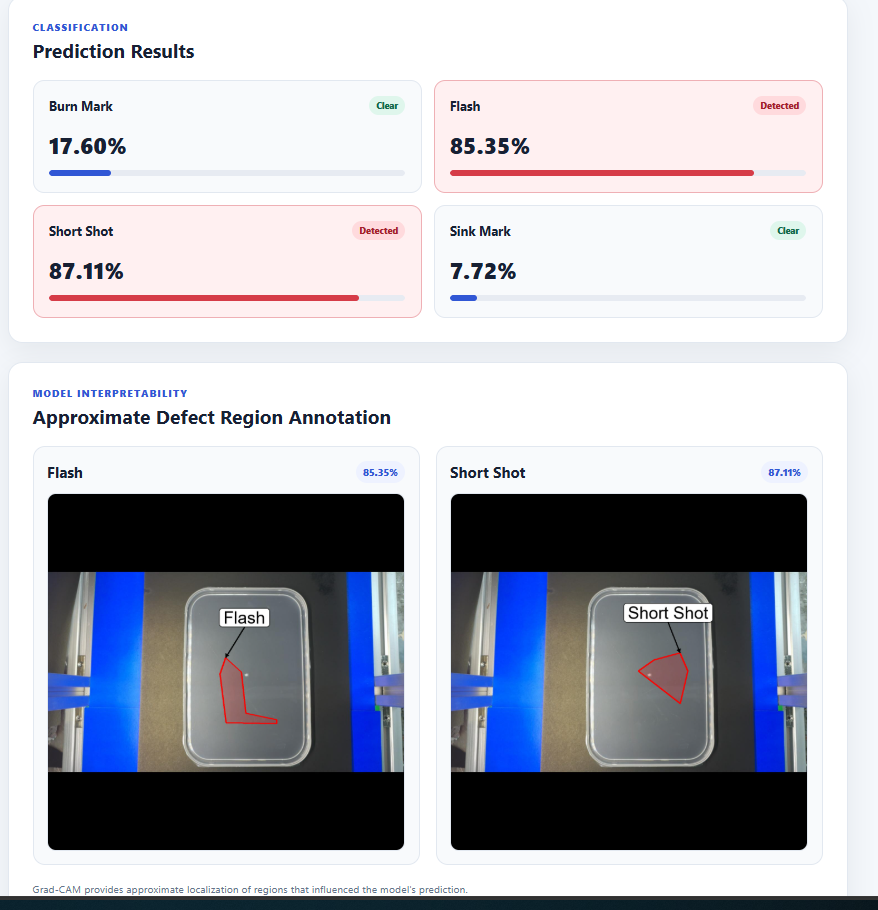 CLASSIFICATION
Prediction Results
Burn Mark
Clear
17.60%
Flash
Detected
85.35%
Short Shot
Detected
87.11%
Sink Mark
Clear
7.72%
MODEL INTERPRETABILITY
Approximate Defect Region Annotation
Flash
85.35%
Flash
Short Shot
87.11%
Short Shot
Grad-CAM provides approximate localization of regions that influenced the model's prediction.